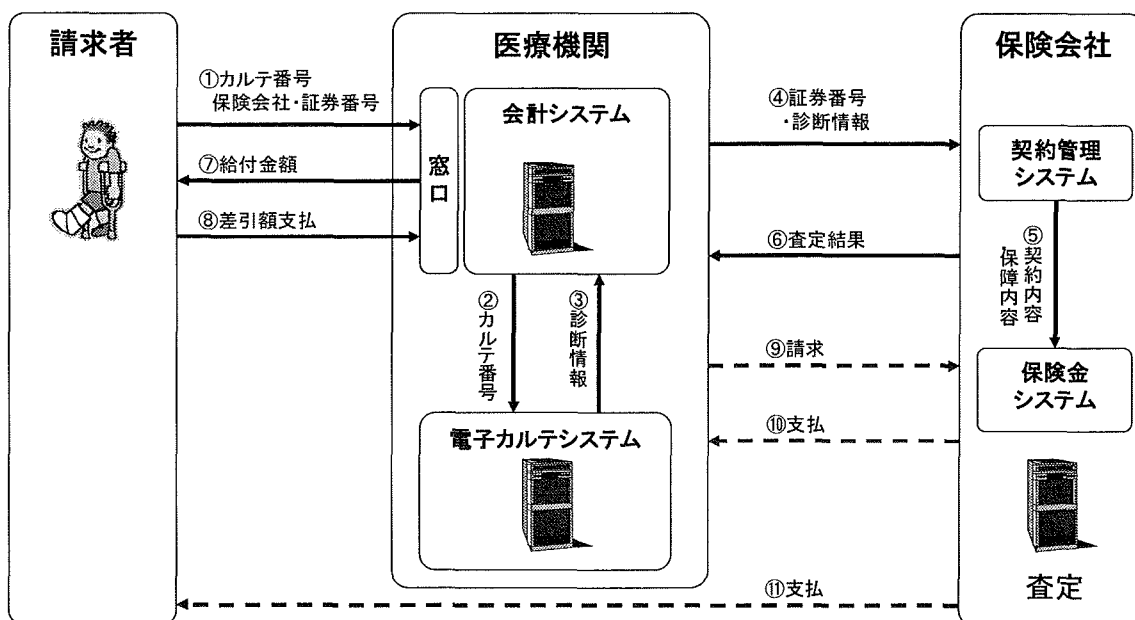 請求者
医療機関
保険会社
①カルテ番号
保険会社・証券番号
会計システム
④証券番号
・診断情報
契約管理
システム
⑦給付金額
窓口
⑧差引額支払
⑥査定結果
⑤契約内容
・保障内容
②カルテ番号
③診断情報
⑨請求
保険金
システム
⑩支払
電子カルテシステム
査定
⑪支払